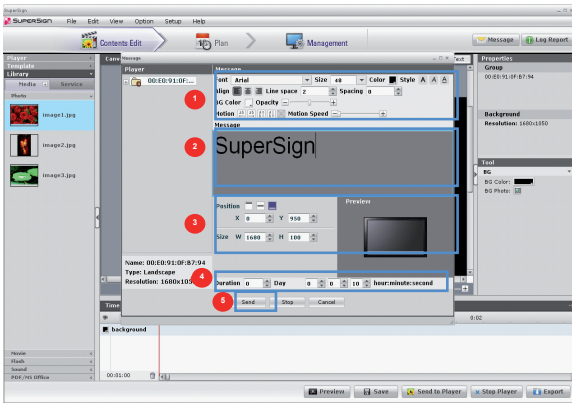 SuperSign
SUPERSIGN File Edit View Option Setup Help
Contents Edit Plan Management Message Log Report
Player
Template
Library
Media Service
Photo
image1.jpg
image2.jpg
image3.jpg
Movie
Flash
Sound
PDF/MS Office
Canv
Message
Player
00:E0:91:0F:...
Name: 00:E0:91:0F:B7:94
Type: Landscape
Resolution: 1680x105
Message
1
Font Arial Size 48 Color Style A A A
Align Line space 2 Spacing 0
BG Color Opacity
Motion Motion Speed
Message
2
SuperSign
3
Position
X 0 Y 950
Size W 1680 H 100
Preview
4
Duration 0 Day 0 0 10 hour:minute:second
5
Send Stop Cancel
Text
Properties
Group
00:E0:91:0F:B7:94
Background
Resolution: 1680x1050
Tool
BG
BG Color:
BG Photo:
Time
0:02
background
00:01:00
Preview Save Send to Player Stop Player Export